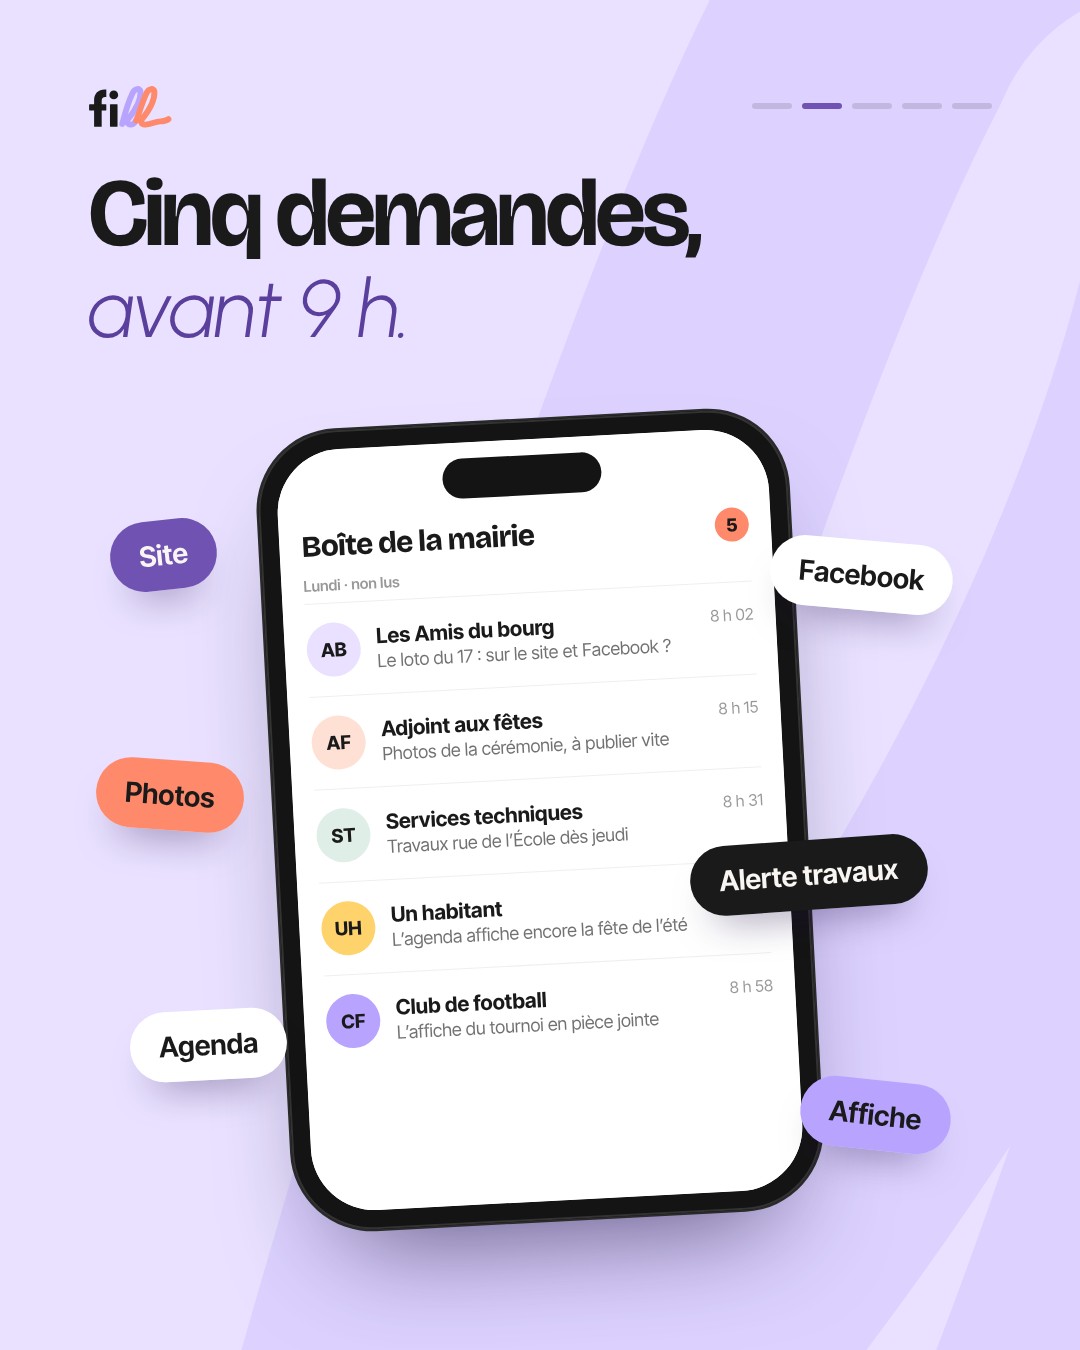 fill
Cinq demandes,
avant 9 h.
Boîte de la mairie
5
Lundi · non lus
Site
Facebook
AB
Les Amis du bourg
8 h 02
Le loto du 17 : sur le site et Facebook ?
AF
Adjoint aux fêtes
8 h 15
Photos de la cérémonie, à publier vite
Photos
ST
Services techniques
8 h 31
Travaux rue de l’École dès jeudi
Alerte travaux
UH
Un habitant
L’agenda affiche encore la fête de l’été
CF
Club de football
8 h 58
L’affiche du tournoi en pièce jointe
Agenda
Affiche